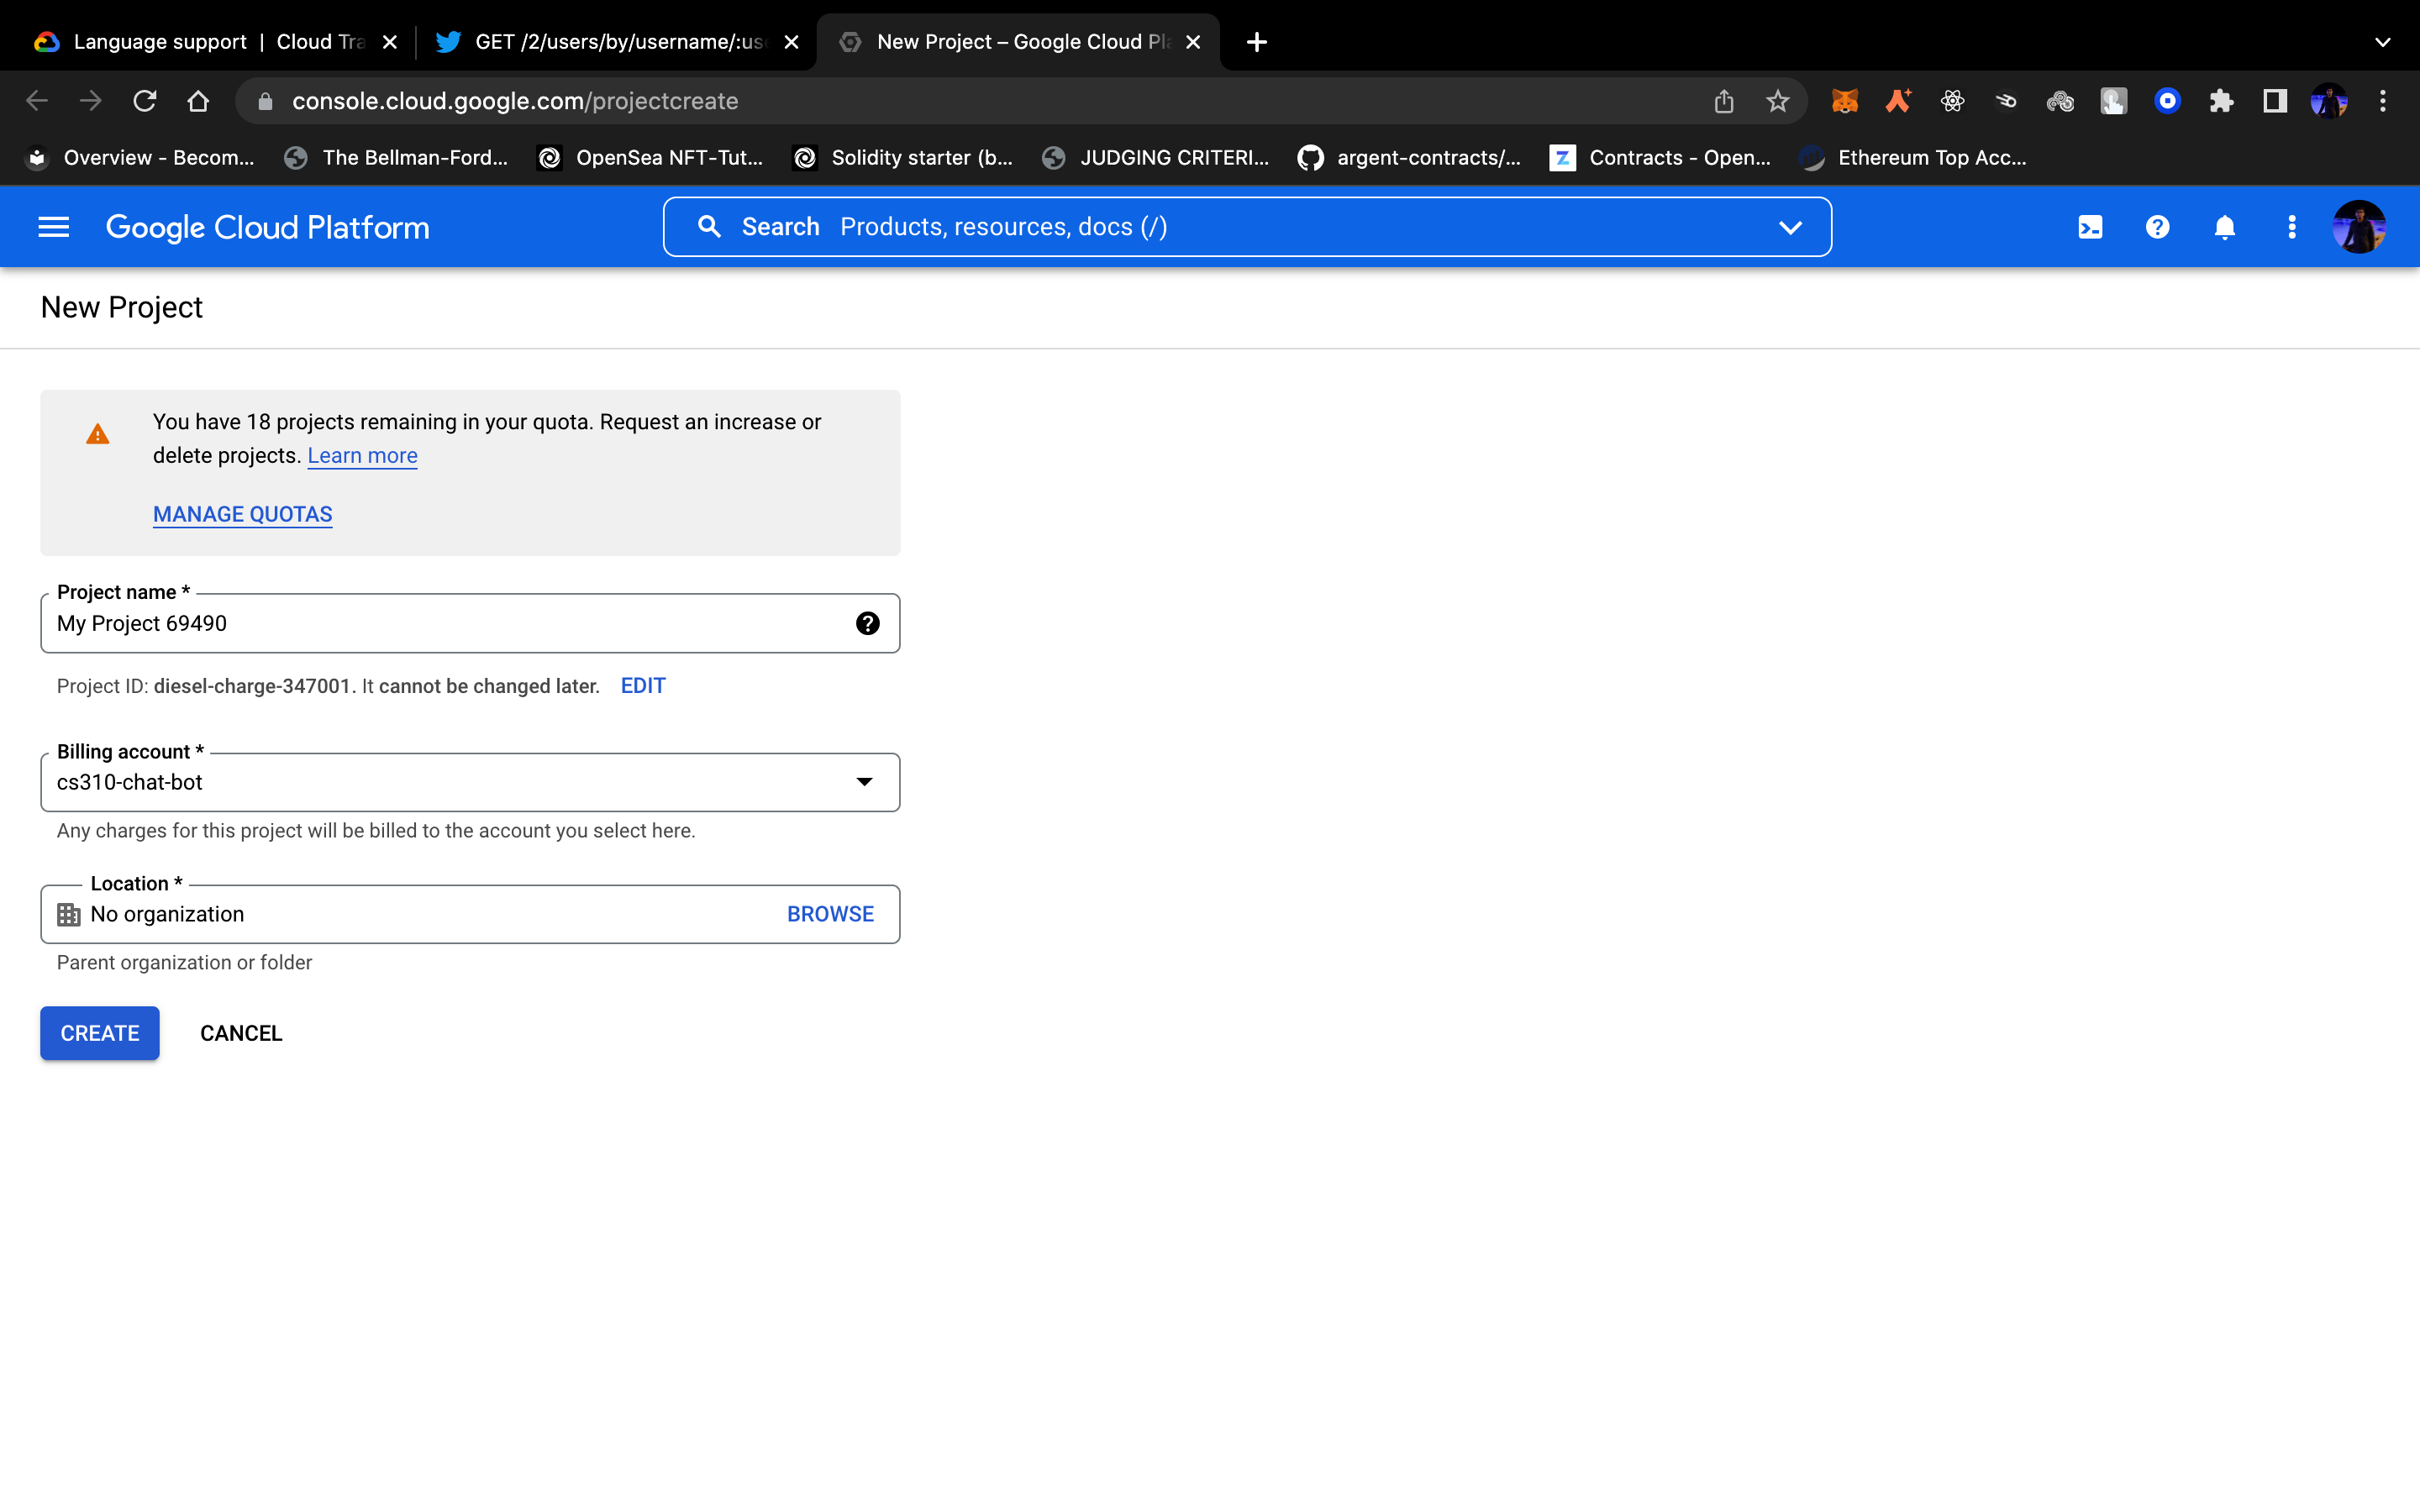 Language support | Cloud Tra
GET /2/users/by/username/:use
New Project – Google Cloud Pla
console.cloud.google.com/projectcreate
Overview - Becom...
The Bellman-Ford...
OpenSea NFT-Tut...
Solidity starter (b...
JUDGING CRITERI...
argent-contracts/...
Contracts - Open...
Ethereum Top Acc...
Google Cloud Platform
Search Products, resources, docs (/)
New Project
You have 18 projects remaining in your quota. Request an increase or
delete projects. Learn more
MANAGE QUOTAS
Project name *
My Project 69490
Project ID: diesel-charge-347001. It cannot be changed later. EDIT
Billing account *
cs310-chat-bot
Any charges for this project will be billed to the account you select here.
Location *
No organization
BROWSE
Parent organization or folder
CREATE
CANCEL